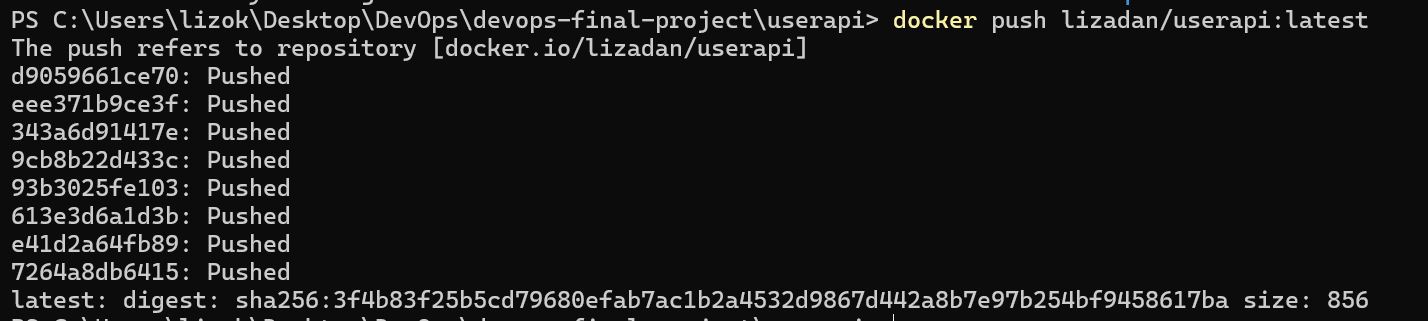 PS C:\Users\lizok\Desktop\DevOps\devops-final-project\userapi> docker push lizadan/userapi:latest
The push refers to repository [docker.io/lizadan/userapi]
d9059661ce70: Pushed
eee371b9ce3f: Pushed
343a6d91417e: Pushed
9cb8b22d433c: Pushed
93b3025fe103: Pushed
613e3d6a1d3b: Pushed
e41d2a64fb89: Pushed
7264a8db6415: Pushed
latest: digest: sha256:3f4b83f25b5cd79680efab7ac1b2a4532d9867d442a8b7e97b254bf9458617ba size: 856